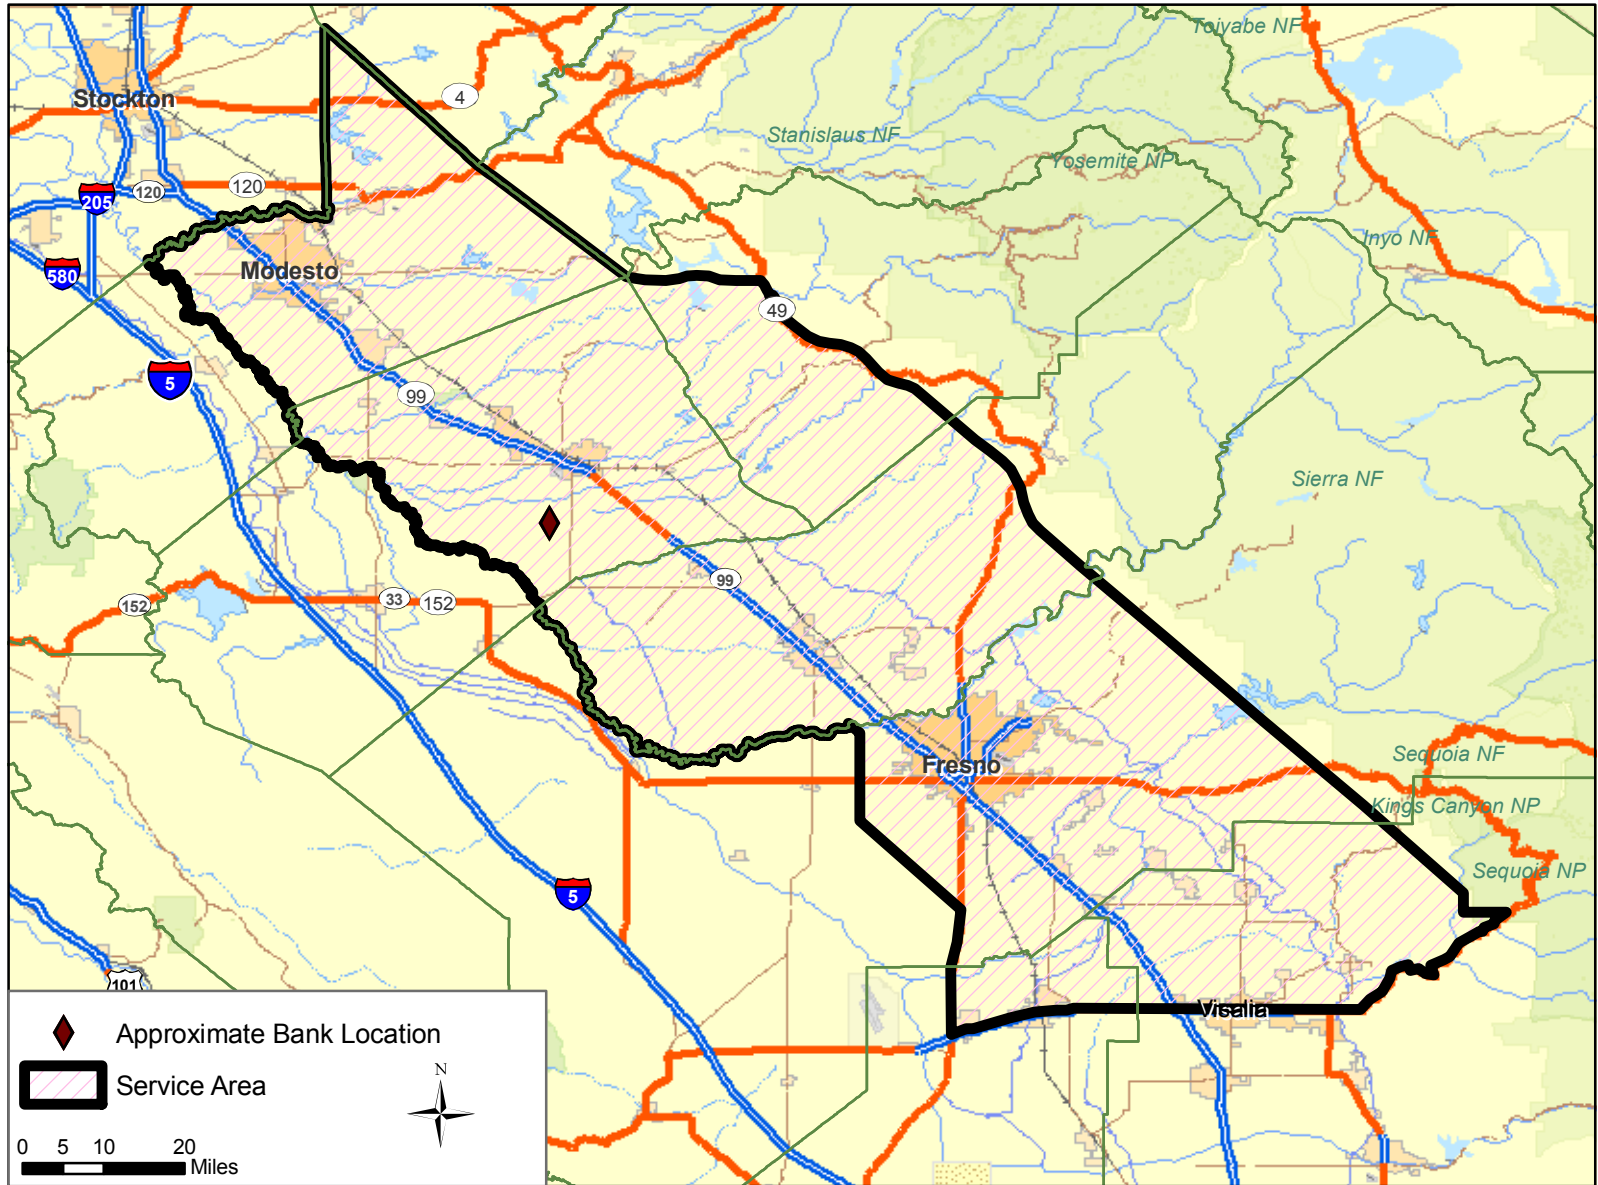 Toiyabe NF
Stockton
4
Stanislaus NF
Yosemite NP
120
120
205
Inyo NF
580
Modesto
49
5
99
Sierra NF
99
152
33
152
Sequoia NF
Fresno
Kings Canyon NP
Sequoia NP
5
101
Visalia
Approximate Bank Location
Service Area
N
0 5 10 20
Miles